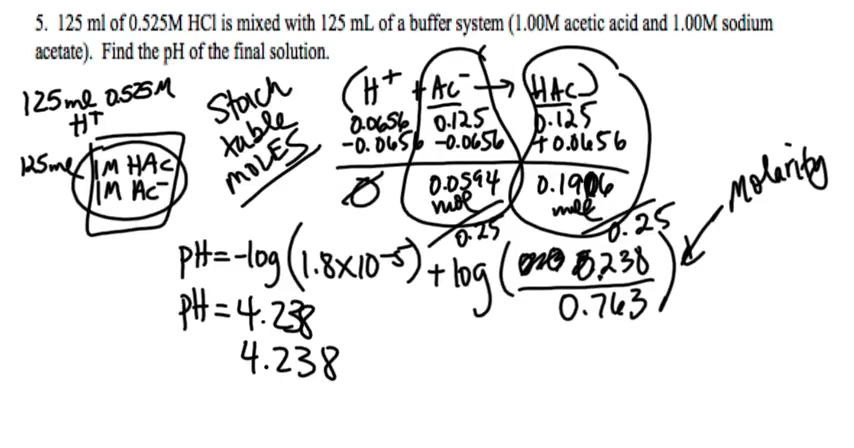 5. 125 ml of 0.525M HCl is mixed with 125 mL of a buffer system (1.00M acetic acid and 1.00M sodium
acetate). Find the pH of the final solution.
125ml 0.525M
H+
125ml
1M HAc
1M Ac-
Stoich
table
MOLES
(H+ + Ac- → HAc)
0.0656 0.125 0.125
-0.0656 -0.0656 +0.0656
0 0.0594 0.1906
mol mol
0.25 0.25
Molarity
pH=-log(1.8x10-5)+log( 0.238
0.763 )
pH=4.238
4.238